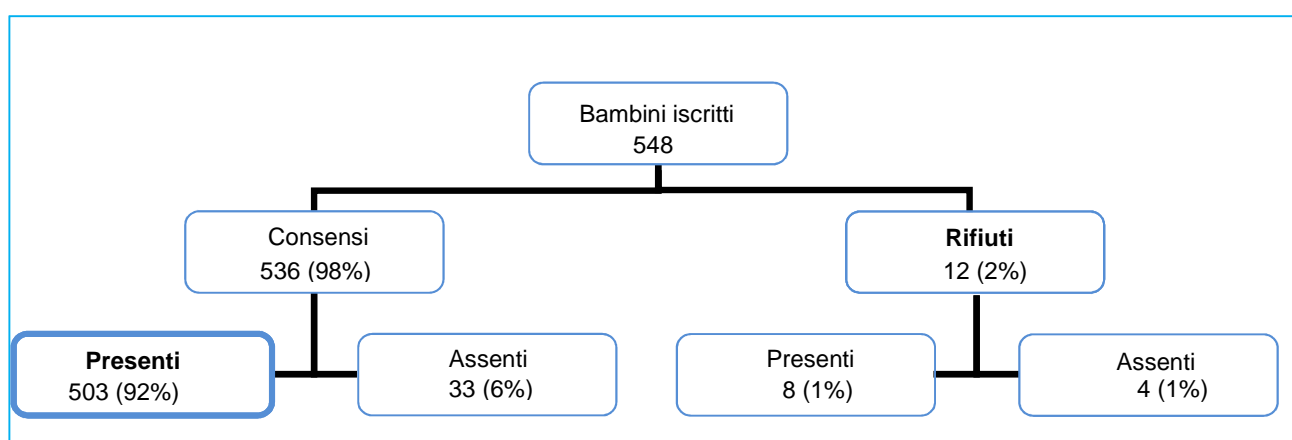 Bambini iscritti
548
Consensi
536 (98%)
Rifiuti
12 (2%)
Presenti
503 (92%)
Assenti
33 (6%)
Presenti
8 (1%)
Assenti
4 (1%)